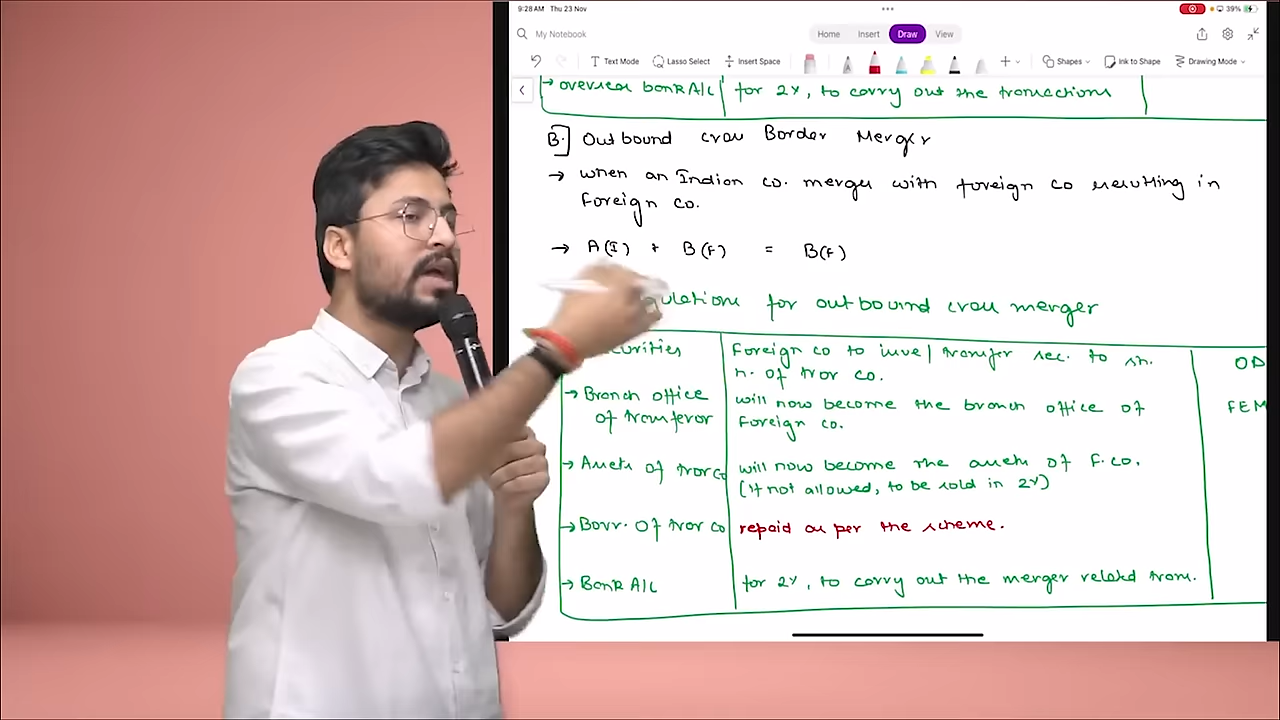 9:28 AM Thu 23 Nov
39%
My Notebook
Home Insert Draw View
Text Mode Lasso Select Insert Space Shapes Ink to Shape Drawing Mode
→ overseas bank A/c for 2Y, to carry out the transactions
B.] Outbound cross Border Merger
→ when an Indian co. merges with foreign co resulting in
Foreign co.
→ A(I) + B(F) = B(F)
gulations for outbound cross merger
curities Foreign co to issue/transfer sec. to sh.
n. of tror co. OD
→ Branch office will now become the branch office of FEM
of transferor Foreign co.
→ Assets of tror co will now become the assets of F. co.
(if not allowed, to be sold in 2Y)
→ Borr. Of tror co repaid as per the scheme.
→ Bank A/c for 2Y, to carry out the merger related tran.